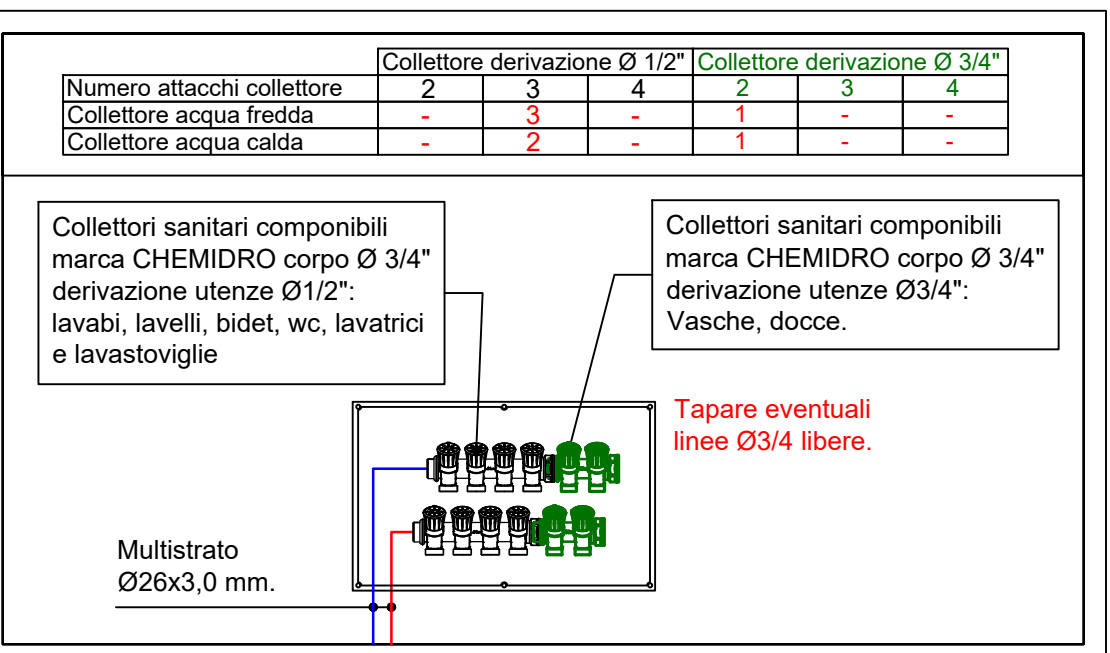 Collettore derivazione Ø 1/2" Collettore derivazione Ø 3/4"
Numero attacchi collettore 2 3 4 2 3 4
Collettore acqua fredda - 3 - 1 - -
Collettore acqua calda - 2 - 1 - -
Collettori sanitari componibili
marca CHEMIDRO corpo Ø 3/4"
derivazione utenze Ø1/2":
lavabi, lavelli, bidet, wc, lavatrici
e lavastoviglie
Collettori sanitari componibili
marca CHEMIDRO corpo Ø 3/4"
derivazione utenze Ø3/4":
Vasche, docce.
Tapare eventuali
linee Ø3/4 libere.
Multistrato
Ø26x3,0 mm.